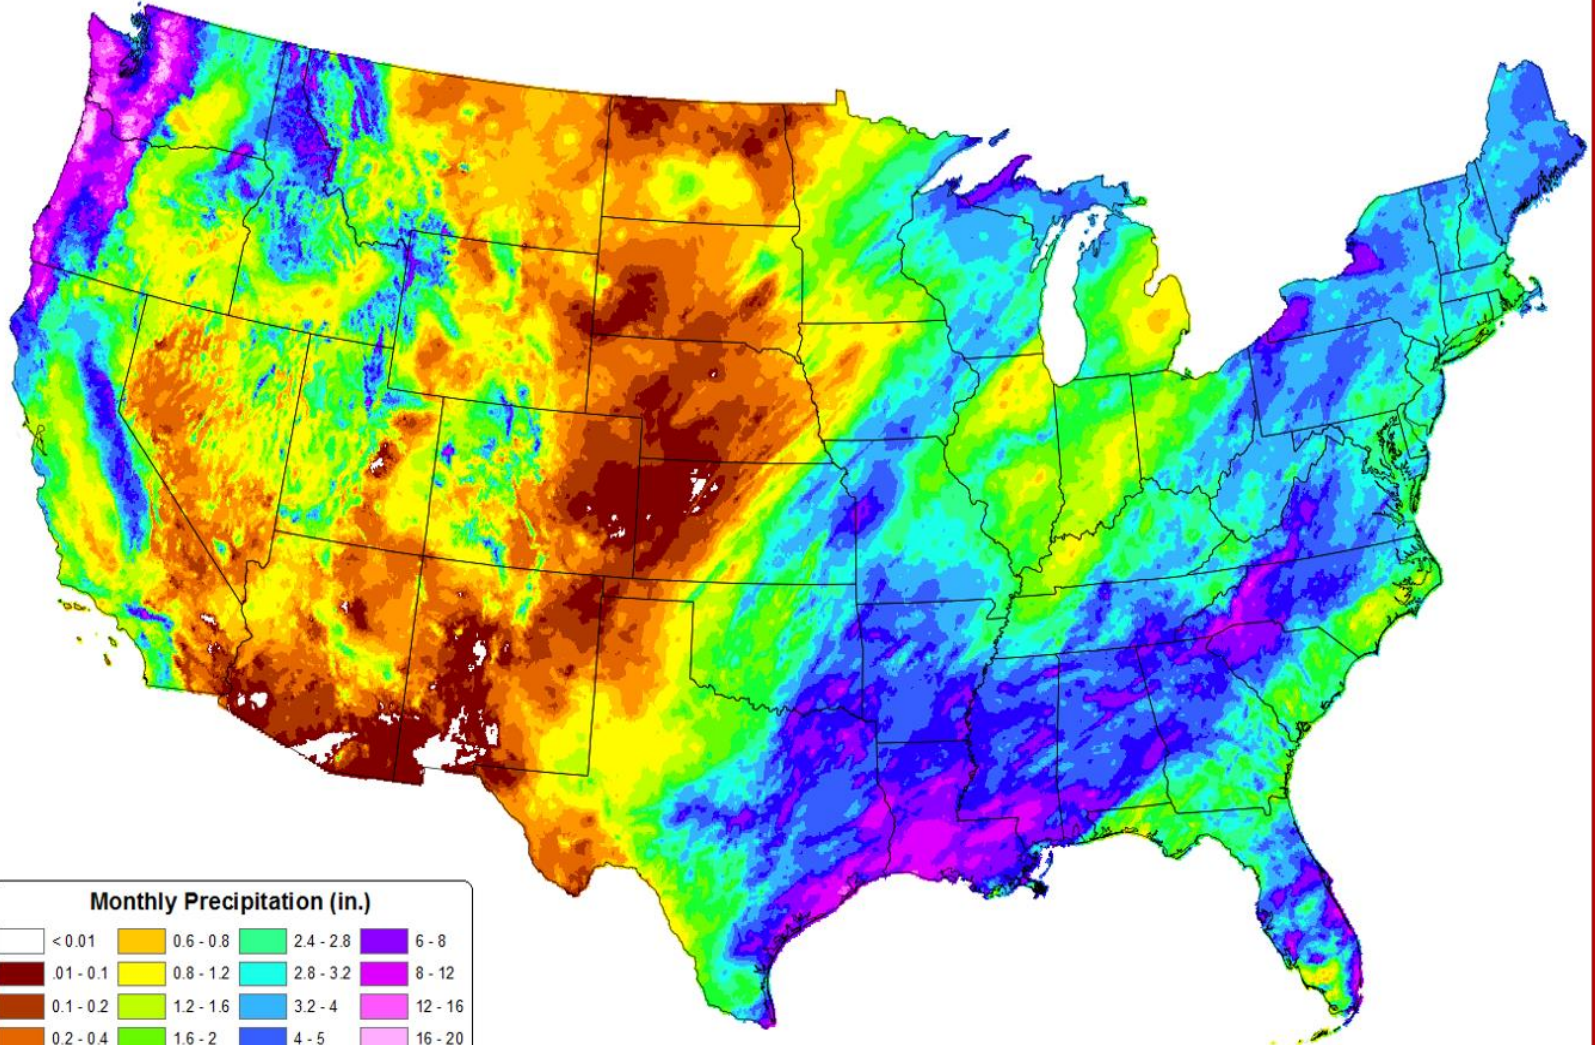 Monthly Precipitation (in.)
< 0.01 0.6 - 0.8 2.4 - 2.8 6 - 8
.01 - 0.1 0.8 - 1.2 2.8 - 3.2 8 - 12
0.1 - 0.2 1.2 - 1.6 3.2 - 4 12 - 16
0.2 - 0.4 1.6 - 2 4 - 5 16 - 20